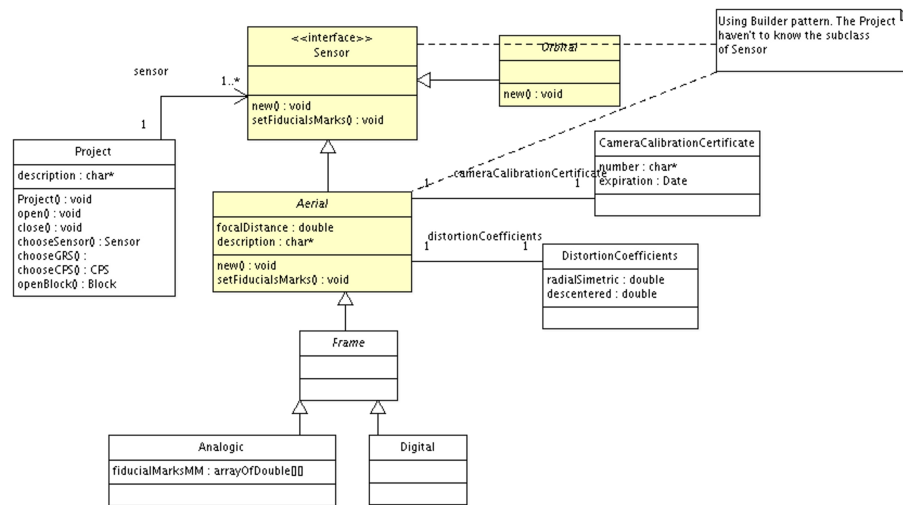 <<interface>>
Sensor
new() : void
setFiducialsMarks() : void
Orbital
new() : void
Using Builder pattern. The Project
haven't to know the subclass
of Sensor
sensor
1..*
1
Project
description : char*
Project() : void
open() : void
close() : void
chooseSensor() : Sensor
chooseGRS() :
chooseCPS() : CPS
openBlock() : Block
CameraCalibrationCertificate
number : char*
expiration : Date
cameraCalibrationCertificate
1
1
Aerial
focalDistance : double
description : char*
new() : void
setFiducialsMarks() : void
distortionCoefficients
1
1
DistortionCoefficients
radialSimetric : double
descentered : double
Frame
Analogic
fiducialMarksMM : arrayOfDouble[][]
Digital